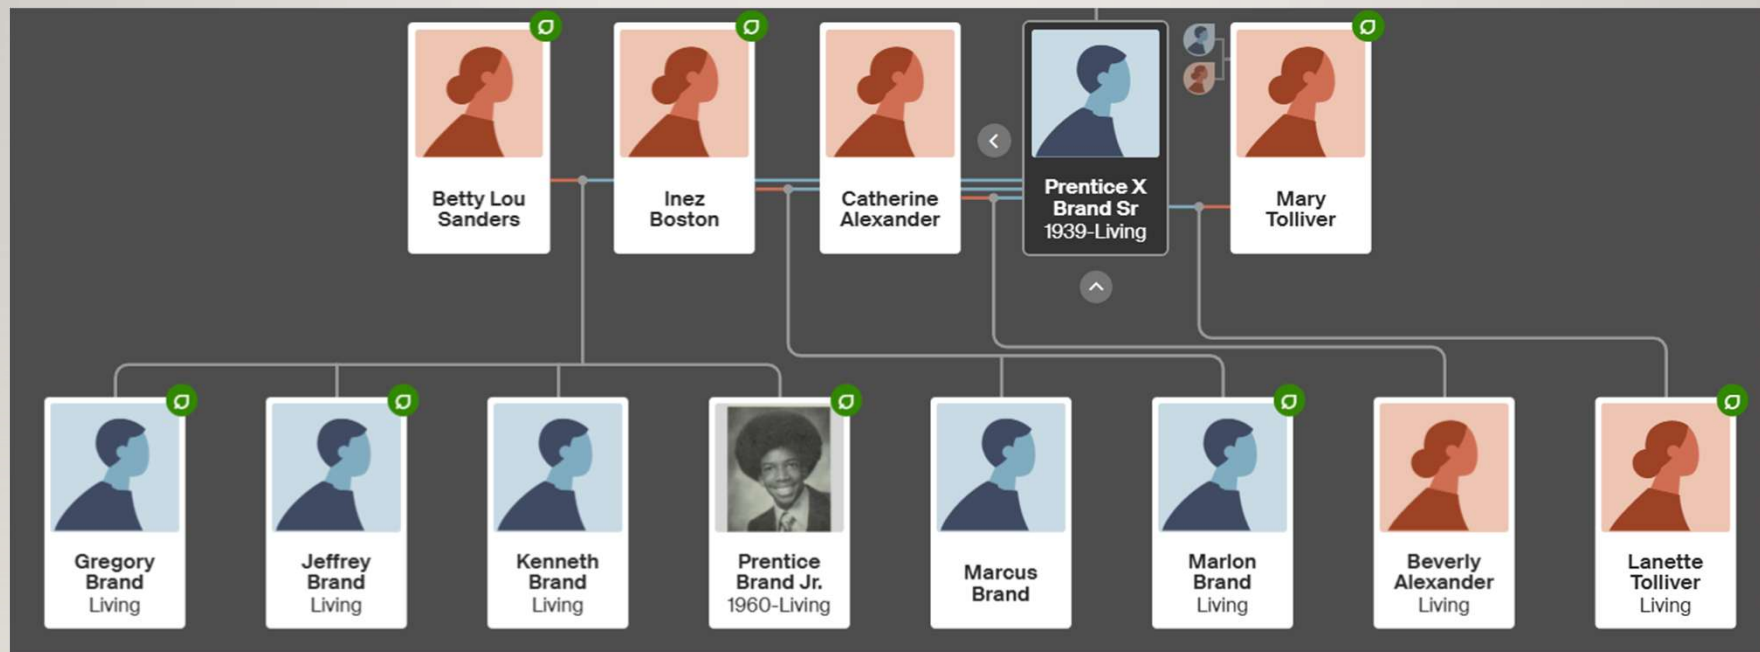 Betty Lou
Sanders
Inez
Boston
Catherine
Alexander
Prentice X
Brand Sr
1939-Living
Mary
Tolliver
Gregory
Brand
Living
Jeffrey
Brand
Living
Kenneth
Brand
Living
Prentice
Brand Jr.
1960-Living
Marcus
Brand
Marlon
Brand
Living
Beverly
Alexander
Living
Lanette
Tolliver
Living